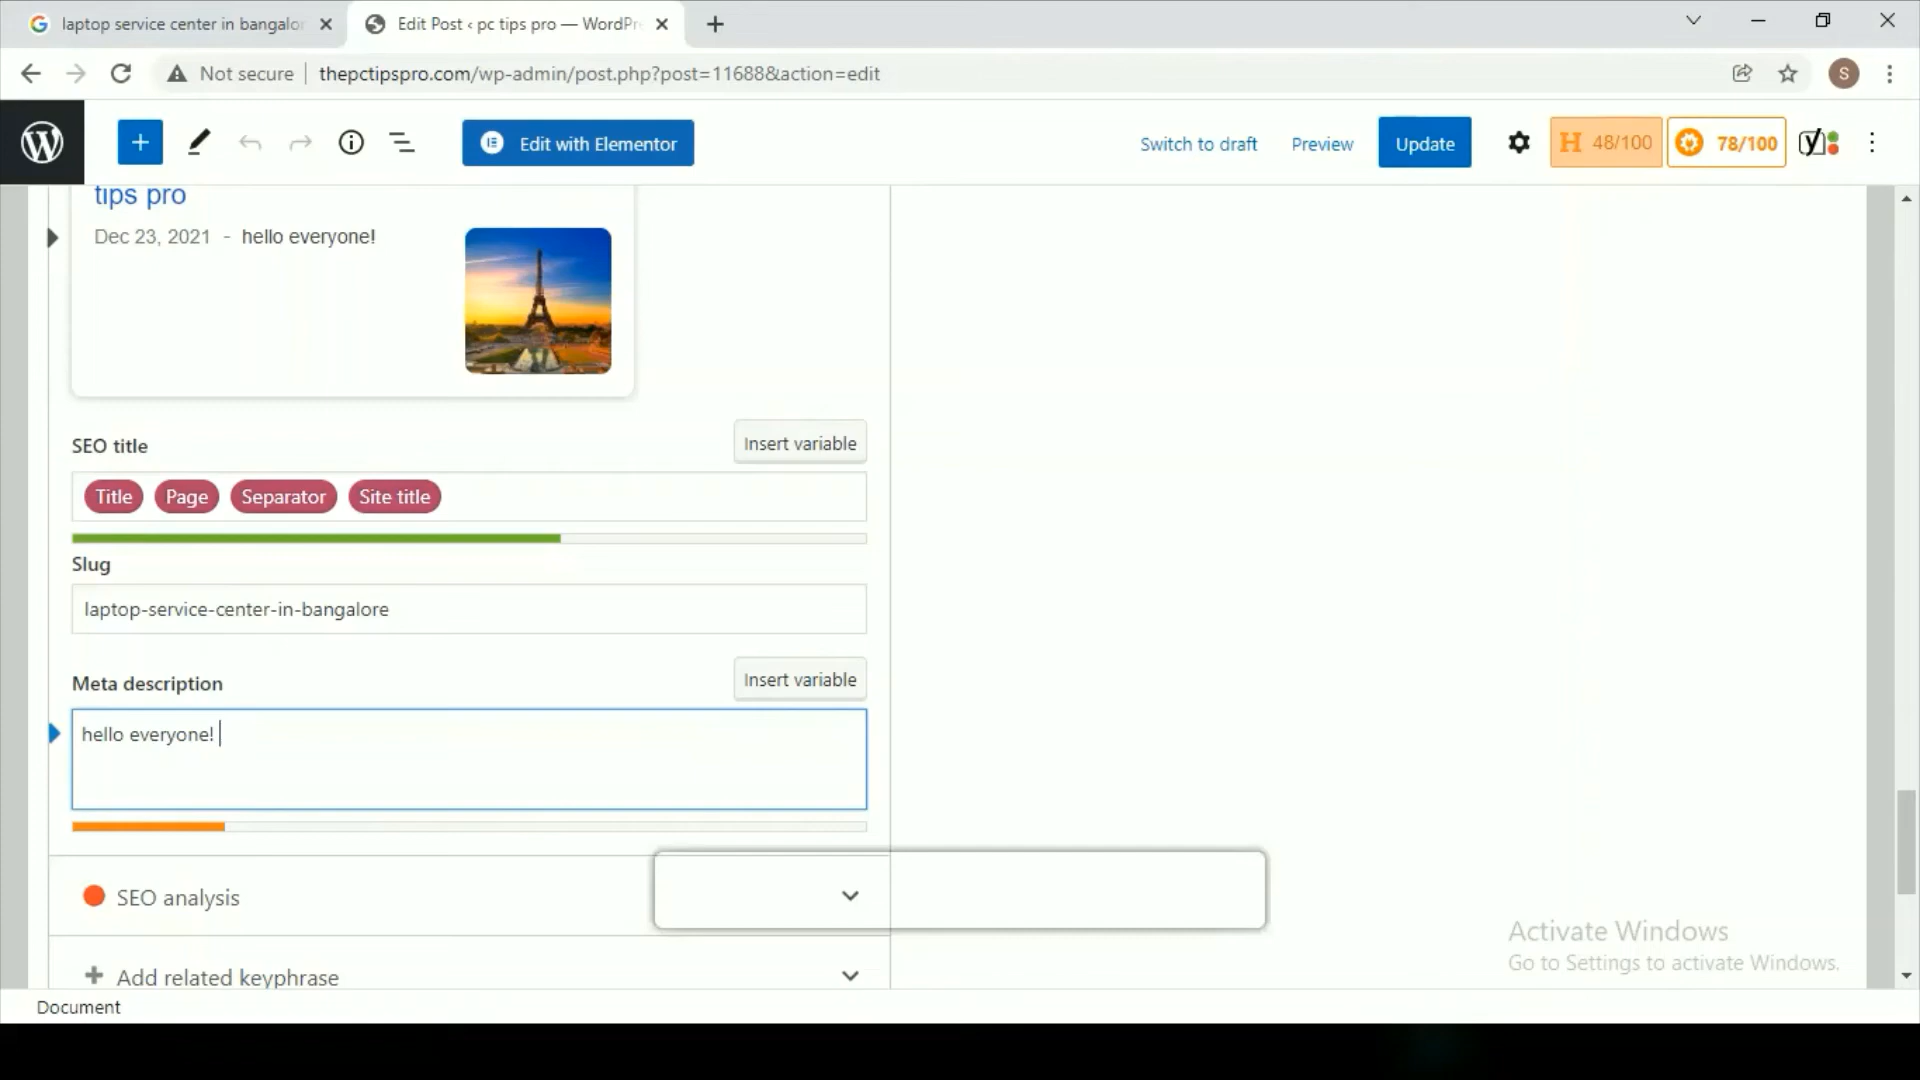 laptop service center in bangalo
Edit Post ‹ pc tips pro — WordPr
Not secure
thepctipspro.com/wp-admin/post.php?post=11688&action=edit
S
Edit with Elementor
Switch to draft
Preview
Update
H 48/100
78/100
tips pro
Dec 23, 2021 - hello everyone!
SEO title
Insert variable
Title
Page
Separator
Site title
Slug
laptop-service-center-in-bangalore
Meta description
Insert variable
hello everyone!
SEO analysis
Add related keyphrase
Activate Windows
Go to Settings to activate Windows.
Document